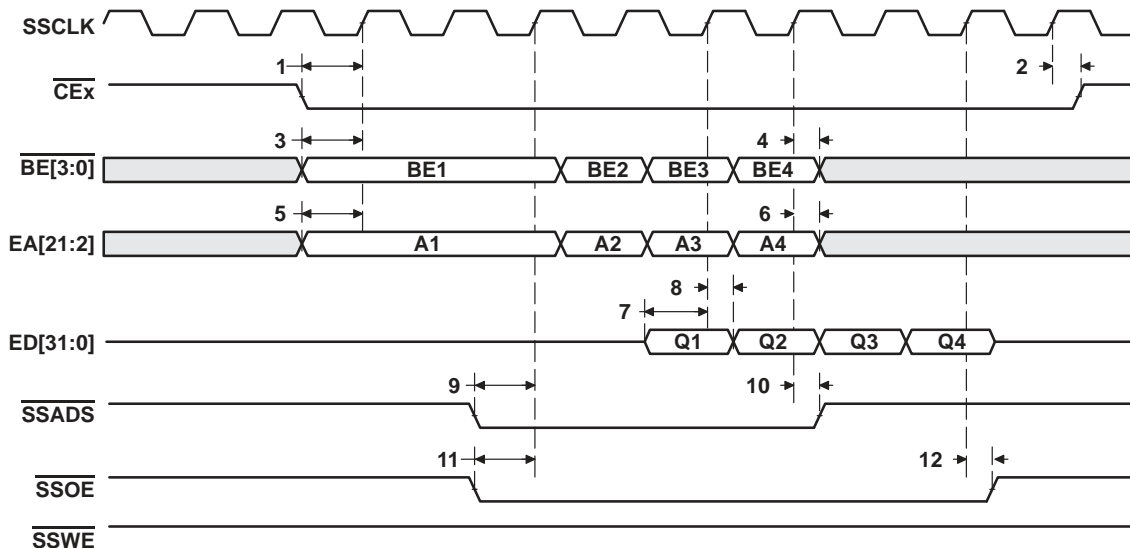 SSCLK
1
2
CEx
3
4
BE[3:0]
BE1
BE2
BE3
BE4
5
6
EA[21:2]
A1
A2
A3
A4
8
7
ED[31:0]
Q1
Q2
Q3
Q4
9
10
SSADS
11
12
SSOE
SSWE